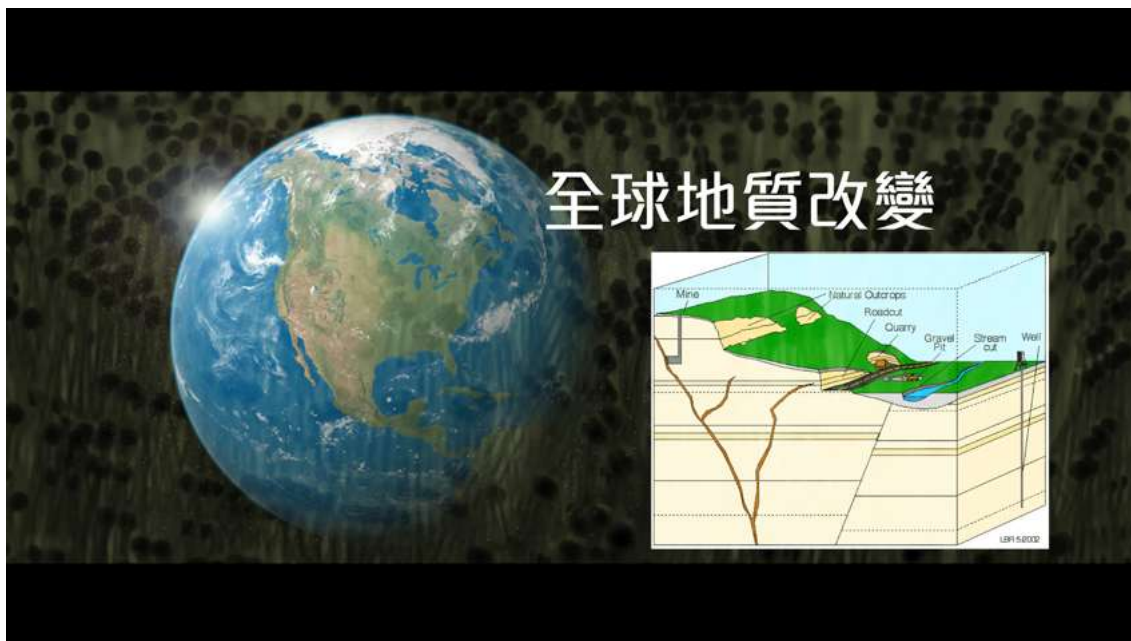 全球地質改變
Mine
Natural Outcrops
Roadcut
Quarry
Gravel
Pit
Stream
cut
Well
LBR 5/2002